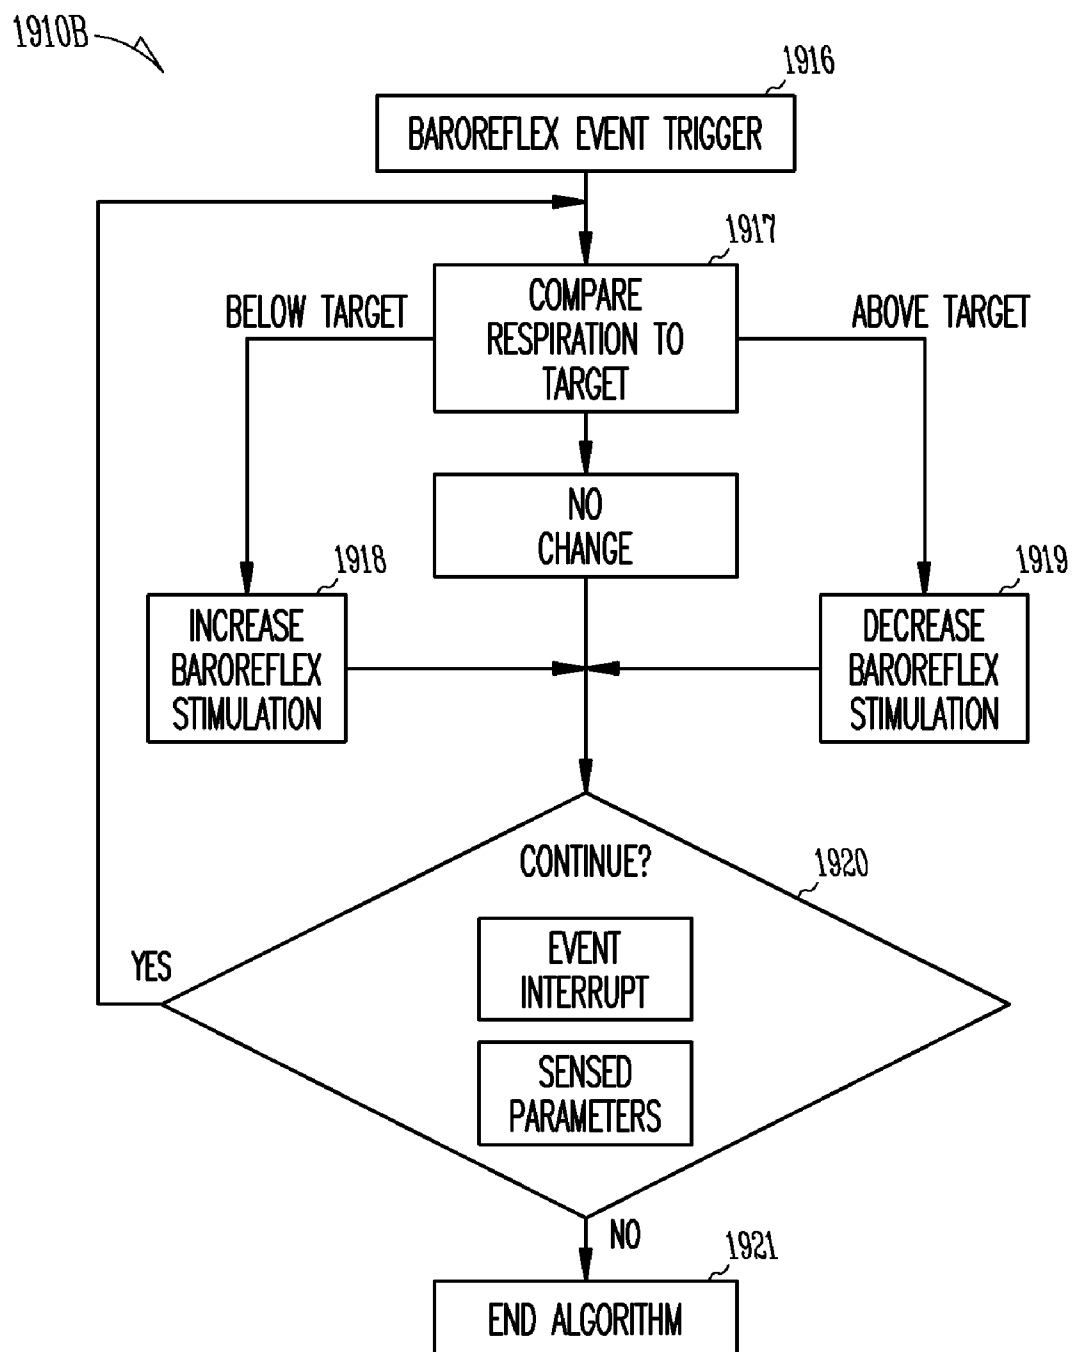 1910B
1916
BAROREFLEX EVENT TRIGGER
1917
COMPARE
RESPIRATION TO
TARGET
BELOW TARGET
ABOVE TARGET
NO
CHANGE
1918
INCREASE
BAROREFLEX
STIMULATION
1919
DECREASE
BAROREFLEX
STIMULATION
CONTINUE?
1920
EVENT
INTERRUPT
YES
SENSED
PARAMETERS
NO
1921
END ALGORITHM